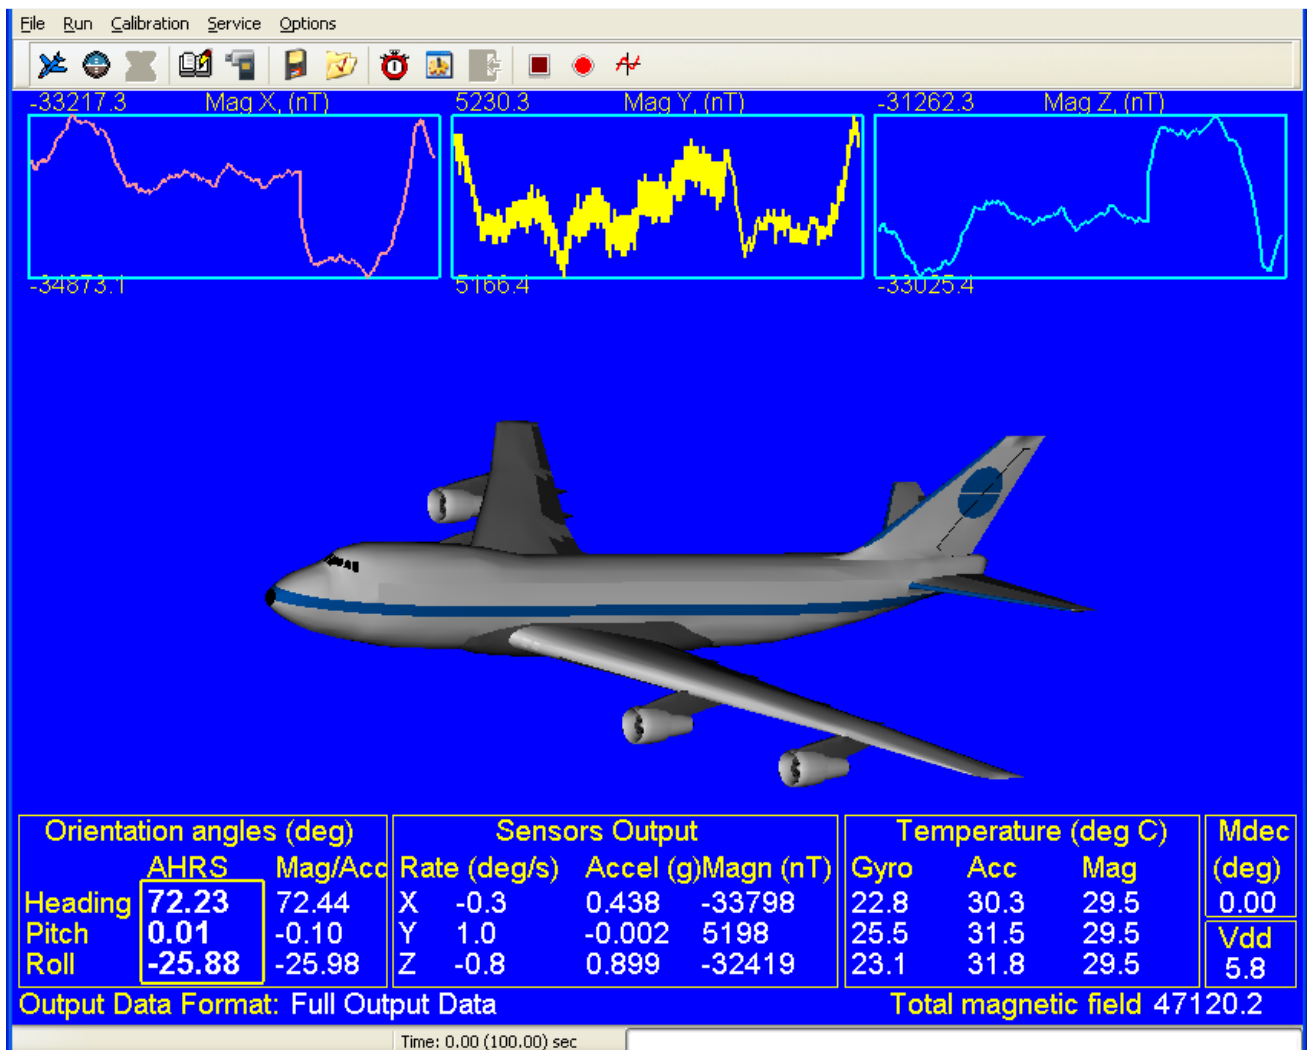 File Run Calibration Service Options
-33217.3 Mag X, (nT) 5230.3 Mag Y, (nT) -31262.3 Mag Z, (nT)
-34873.1 5166.4 -33025.4
Orientation angles (deg) Sensors Output Temperature (deg C) Mdec
AHRS Mag/Acc Rate (deg/s) Accel (g) Magn (nT) Gyro Acc Mag (deg)
Heading 72.23 72.44 X -0.3 0.438 -33798 22.8 30.3 29.5 0.00
Pitch 0.01 -0.10 Y 1.0 -0.002 5198 25.5 31.5 29.5 Vdd
Roll -25.88 -25.98 Z -0.8 0.899 -32419 23.1 31.8 29.5 5.8
Output Data Format: Full Output Data Total magnetic field 47120.2
Time: 0.00 (100.00) sec